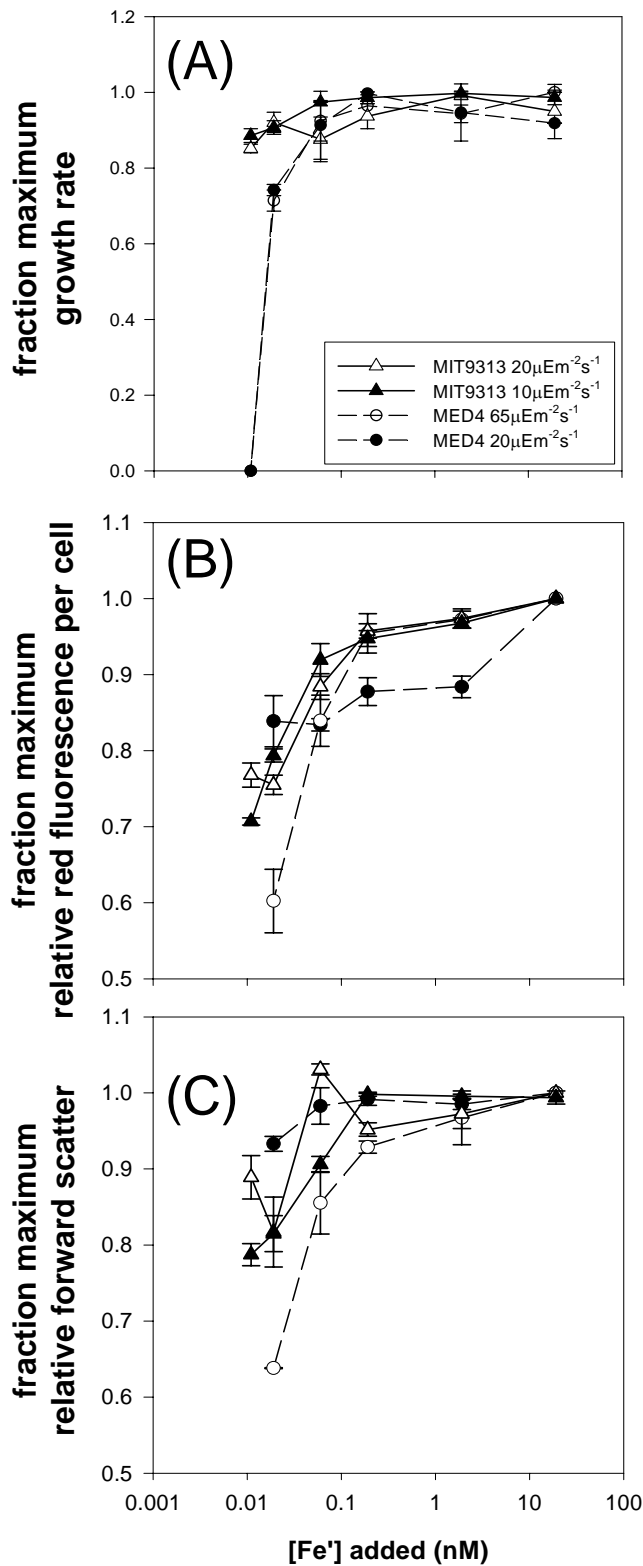 1.2
(A)
1.0
0.8
0.6
0.4
0.2
0.0
fraction maximum
growth rate
MIT9313 20μEm-2s-1
MIT9313 10μEm-2s-1
MED4 65μEm-2s-1
MED4 20μEm-2s-1
1.1
(B)
1.0
0.9
0.8
0.7
0.6
0.5
fraction maximum
relative red fluorescence per cell
1.1
(C)
1.0
0.9
0.8
0.7
0.6
0.5
fraction maximum
relative forward scatter
0.001 0.01 0.1 1 10 100
[Fe'] added (nM)